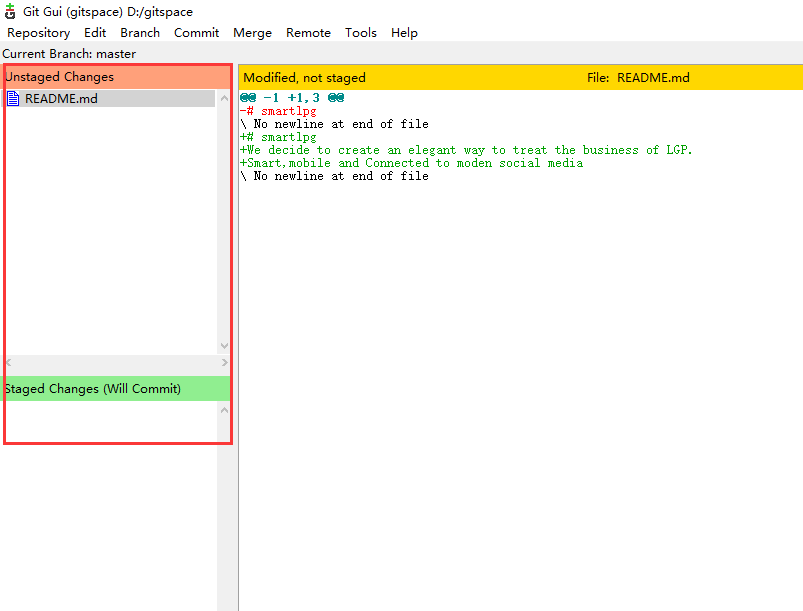 Git Gui (gitspace) D:/gitspace
Repository Edit Branch Commit Merge Remote Tools Help
Current Branch: master
Unstaged Changes
README.md
Staged Changes (Will Commit)
Modified, not staged File: README.md
@@ -1 +1,3 @@
-# smartlpg
\ No newline at end of file
+# smartlpg
+We decide to create an elegant way to treat the business of LGP.
+Smart,mobile and Connected to moden social media
\ No newline at end of file